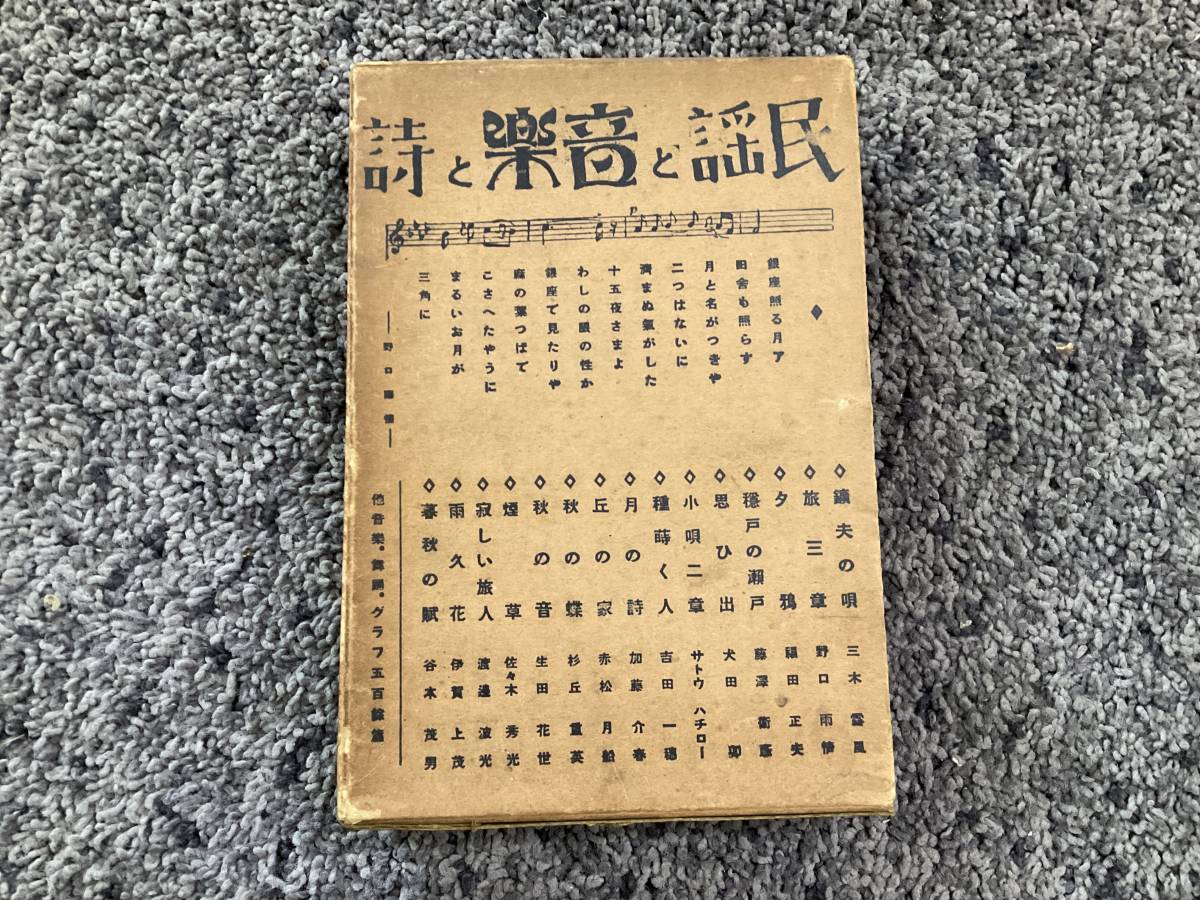 民謡と音樂と詩
銀座照る月ア
田舎も照らす
月と名がつきや
二つはないに
濟まぬ氣がした
十五夜さまよ
わしの眼の性か
銀座で見たりや
麻の葉つぱで
こさへたやうに
まるいお月が
三角に
―野口雨情―
◇鑛夫の唄 三木露風
◇旅三章 野口雨情
◇夕鴉 福田正夫
◇穩戸の瀬戸 藤澤衛彦
◇思ひ出 犬田卯
◇小唄二章 サトウハチロー
◇種蒔く人 吉田一穗
◇月の詩 加藤介春
◇丘の家 赤松月船
◇秋の蝶 杉丘重英
◇秋の音 生田花世
◇煙草 佐々木秀光
◇寂しい旅人 渡邊波光
◇雨久花 伊賀上茂
◇暮秋の賦 谷本茂男
他音樂。舞踊。グラフ五百餘篇